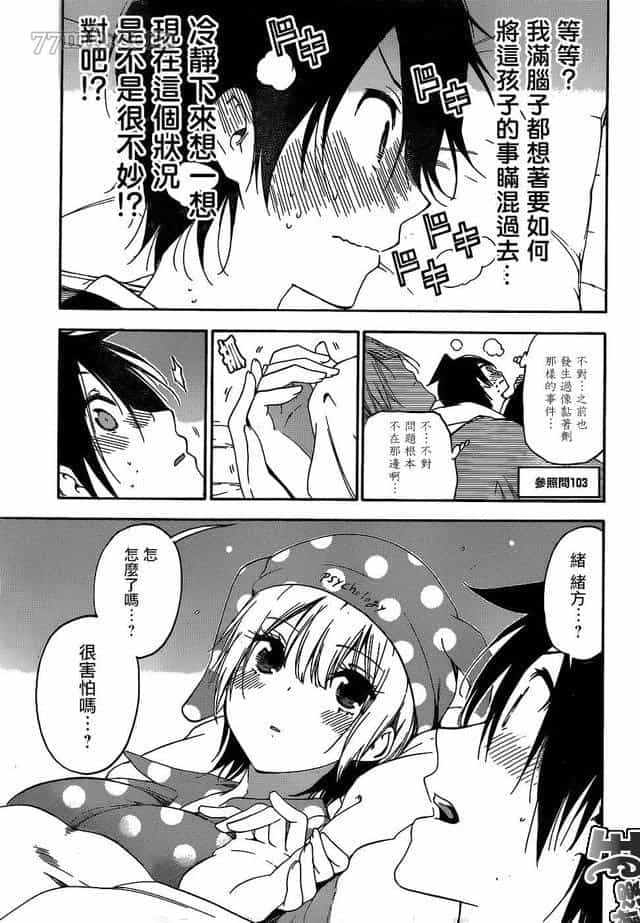 等等?
我滿腦子都想著要如何
將這孩子的事瞞混過去…
ドキ
ドキ
ドキ
冷靜下來想一想
現在這個狀況
是不是很不妙!?
對吧!?
不對…之前也
發生過像黏著劑
那樣的事件…
參照問103
不…不對
問題根本
不在那邊啊…
緒 緒方…?
psychology
怎
怎麼了嗎…?
很害怕嗎…?